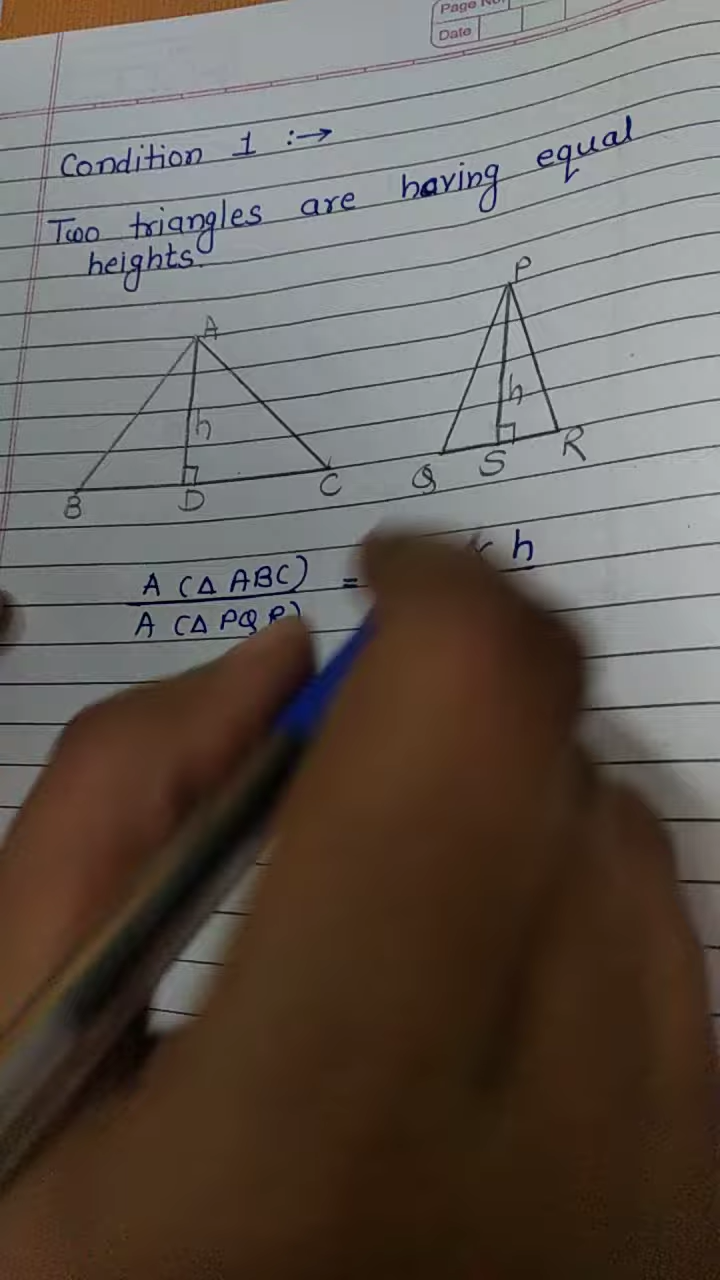 Page No.
Date
Condition 1 :→
Two triangles are having equal
heights.
A
P
h
h
B
D
C
Q
S
R
A (Δ ABC)
=
h
A (Δ PQR)